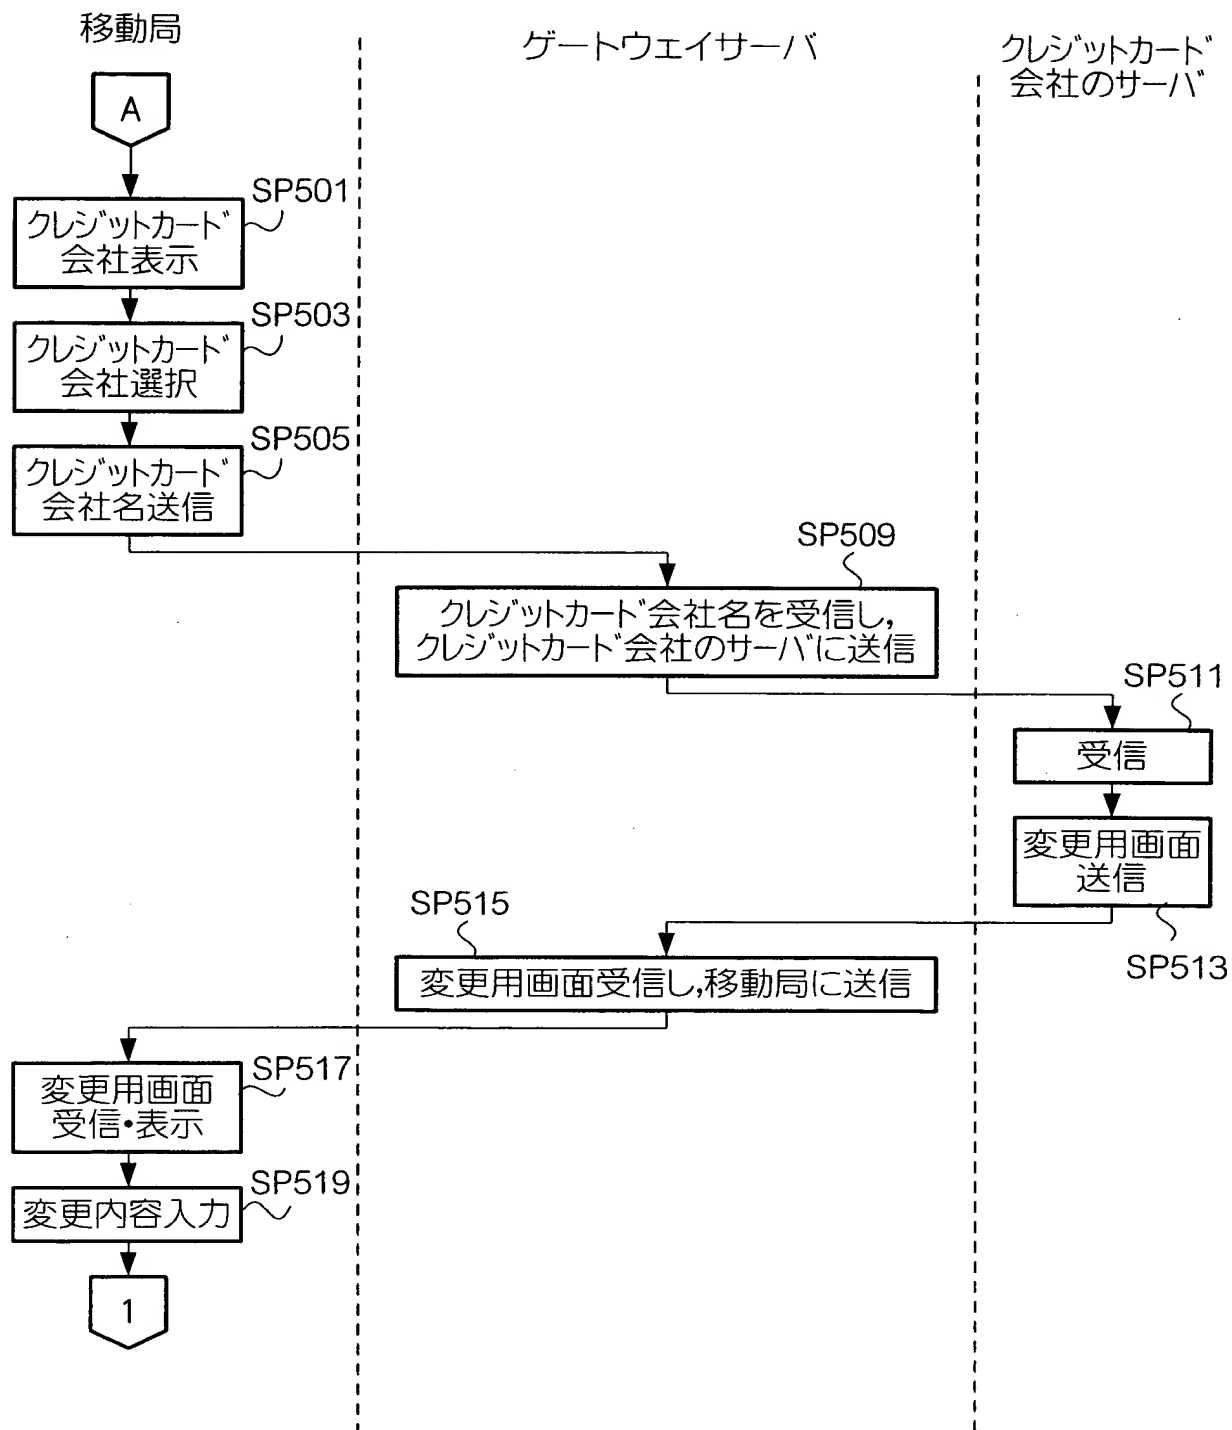 移動局
ゲートウェイサーバ
クレジットカード
会社のサーバ
A
SP501
クレジットカード
会社表示
SP503
クレジットカード
会社選択
SP505
クレジットカード
会社名送信
SP509
クレジットカード会社名を受信し,
クレジットカード会社のサーバに送信
SP511
受信
変更用画面
送信
SP513
SP515
変更用画面受信し,移動局に送信
SP517
変更用画面
受信・表示
SP519
変更内容入力
1